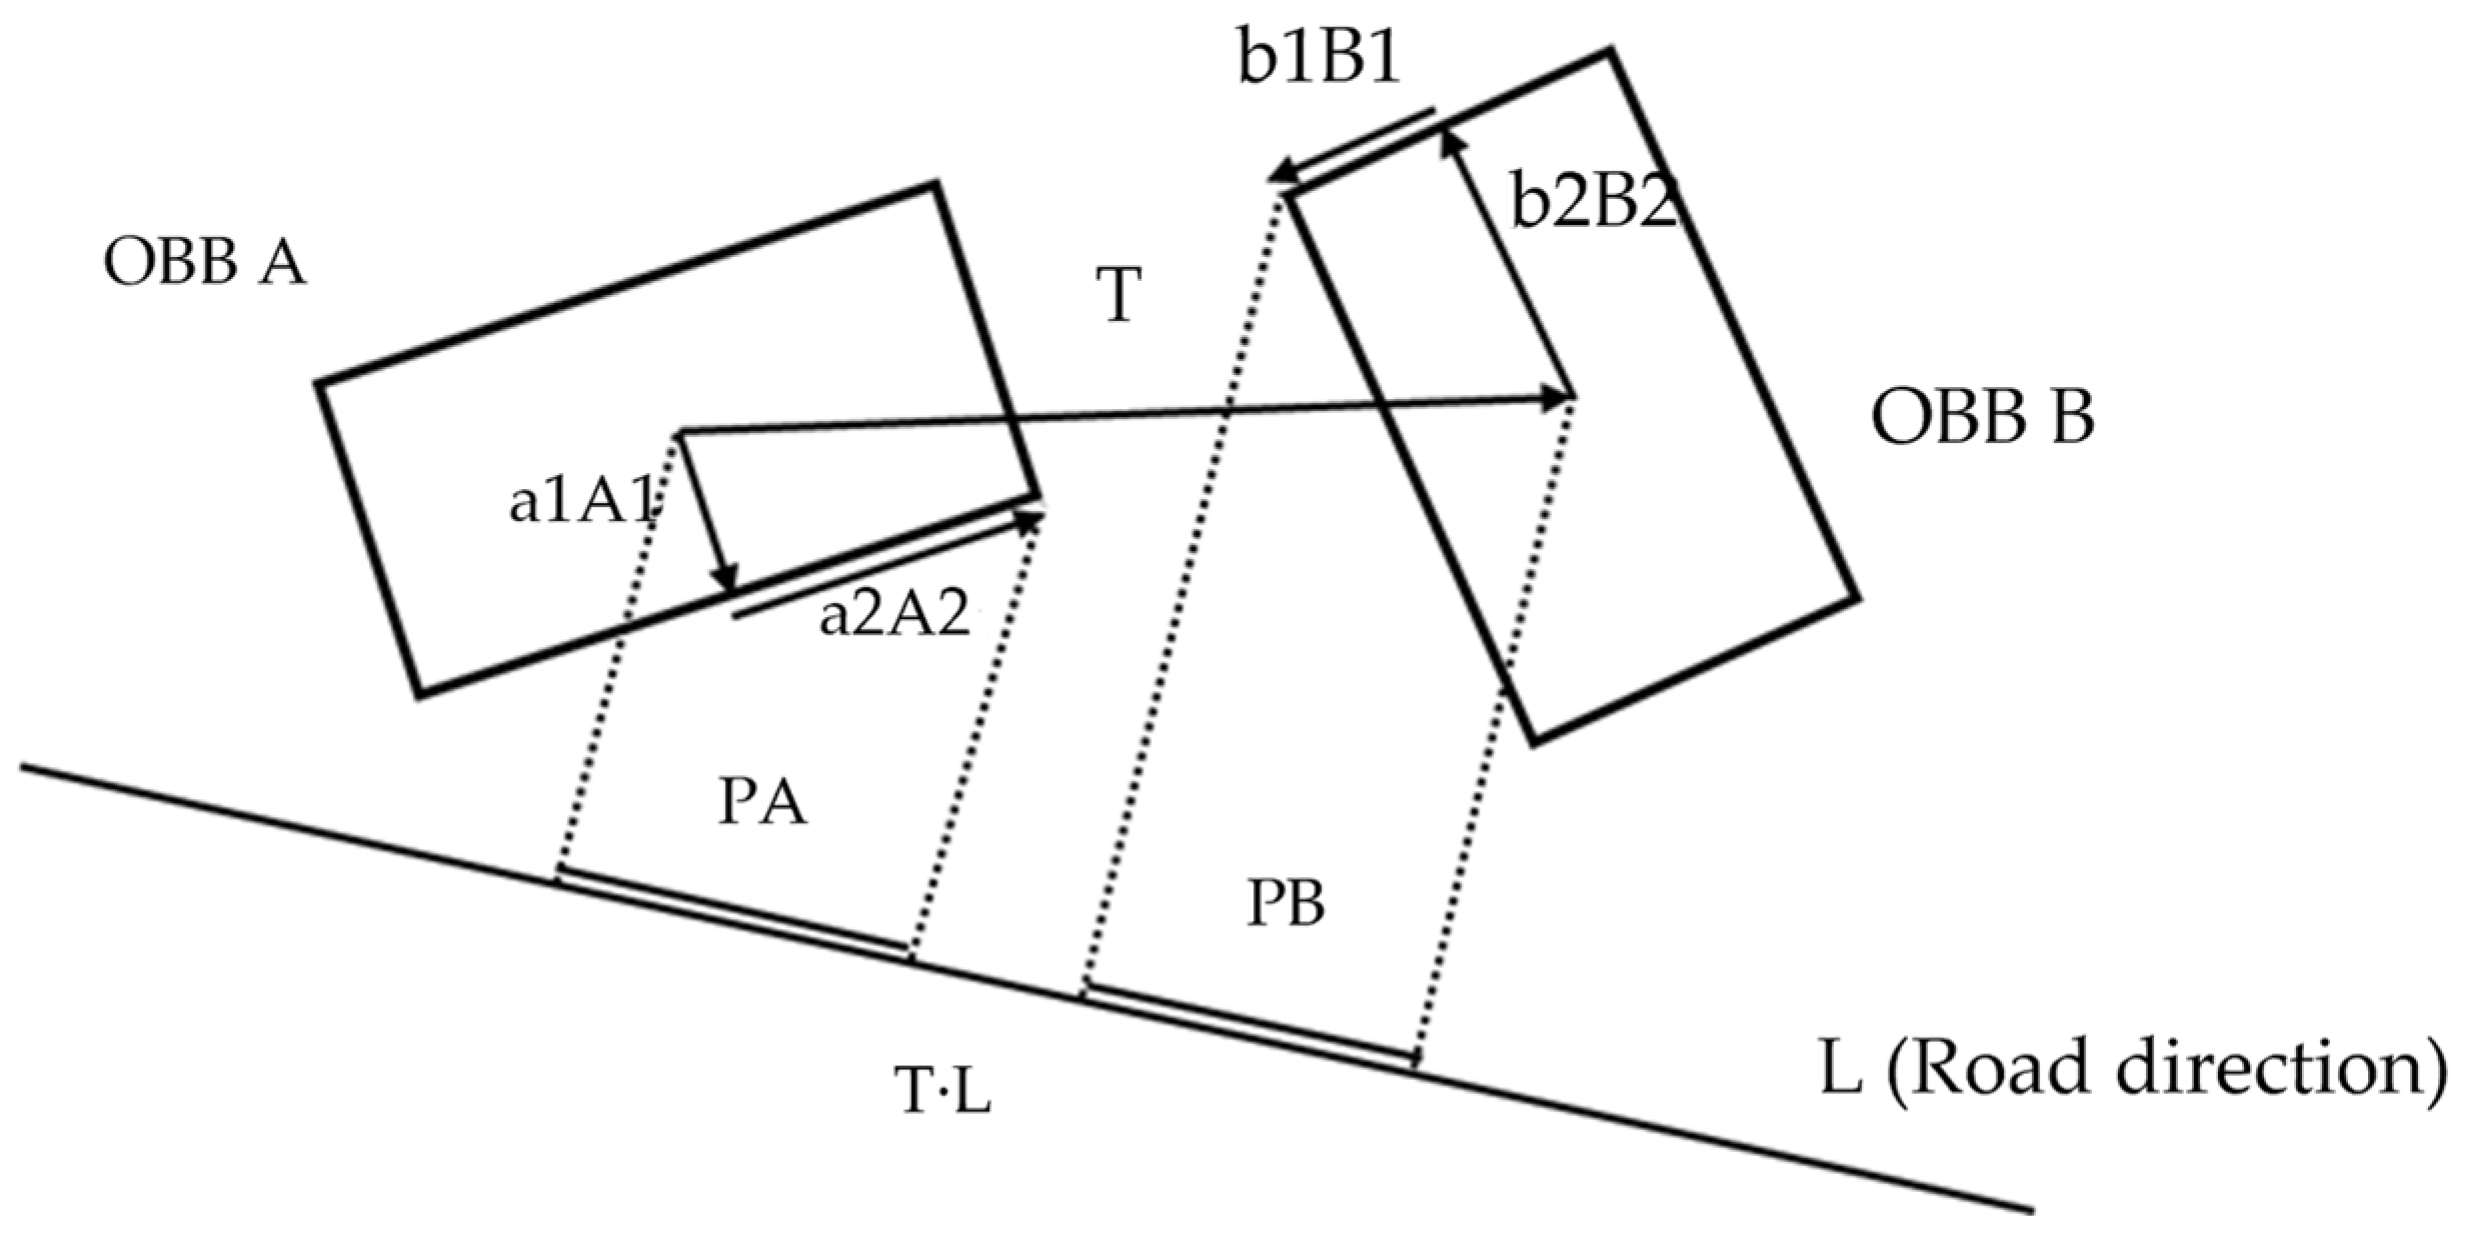 b1B1
b2B2
OBB A
T
OBB B
a1A1
a2A2
PA
PB
T·L
L (Road direction)